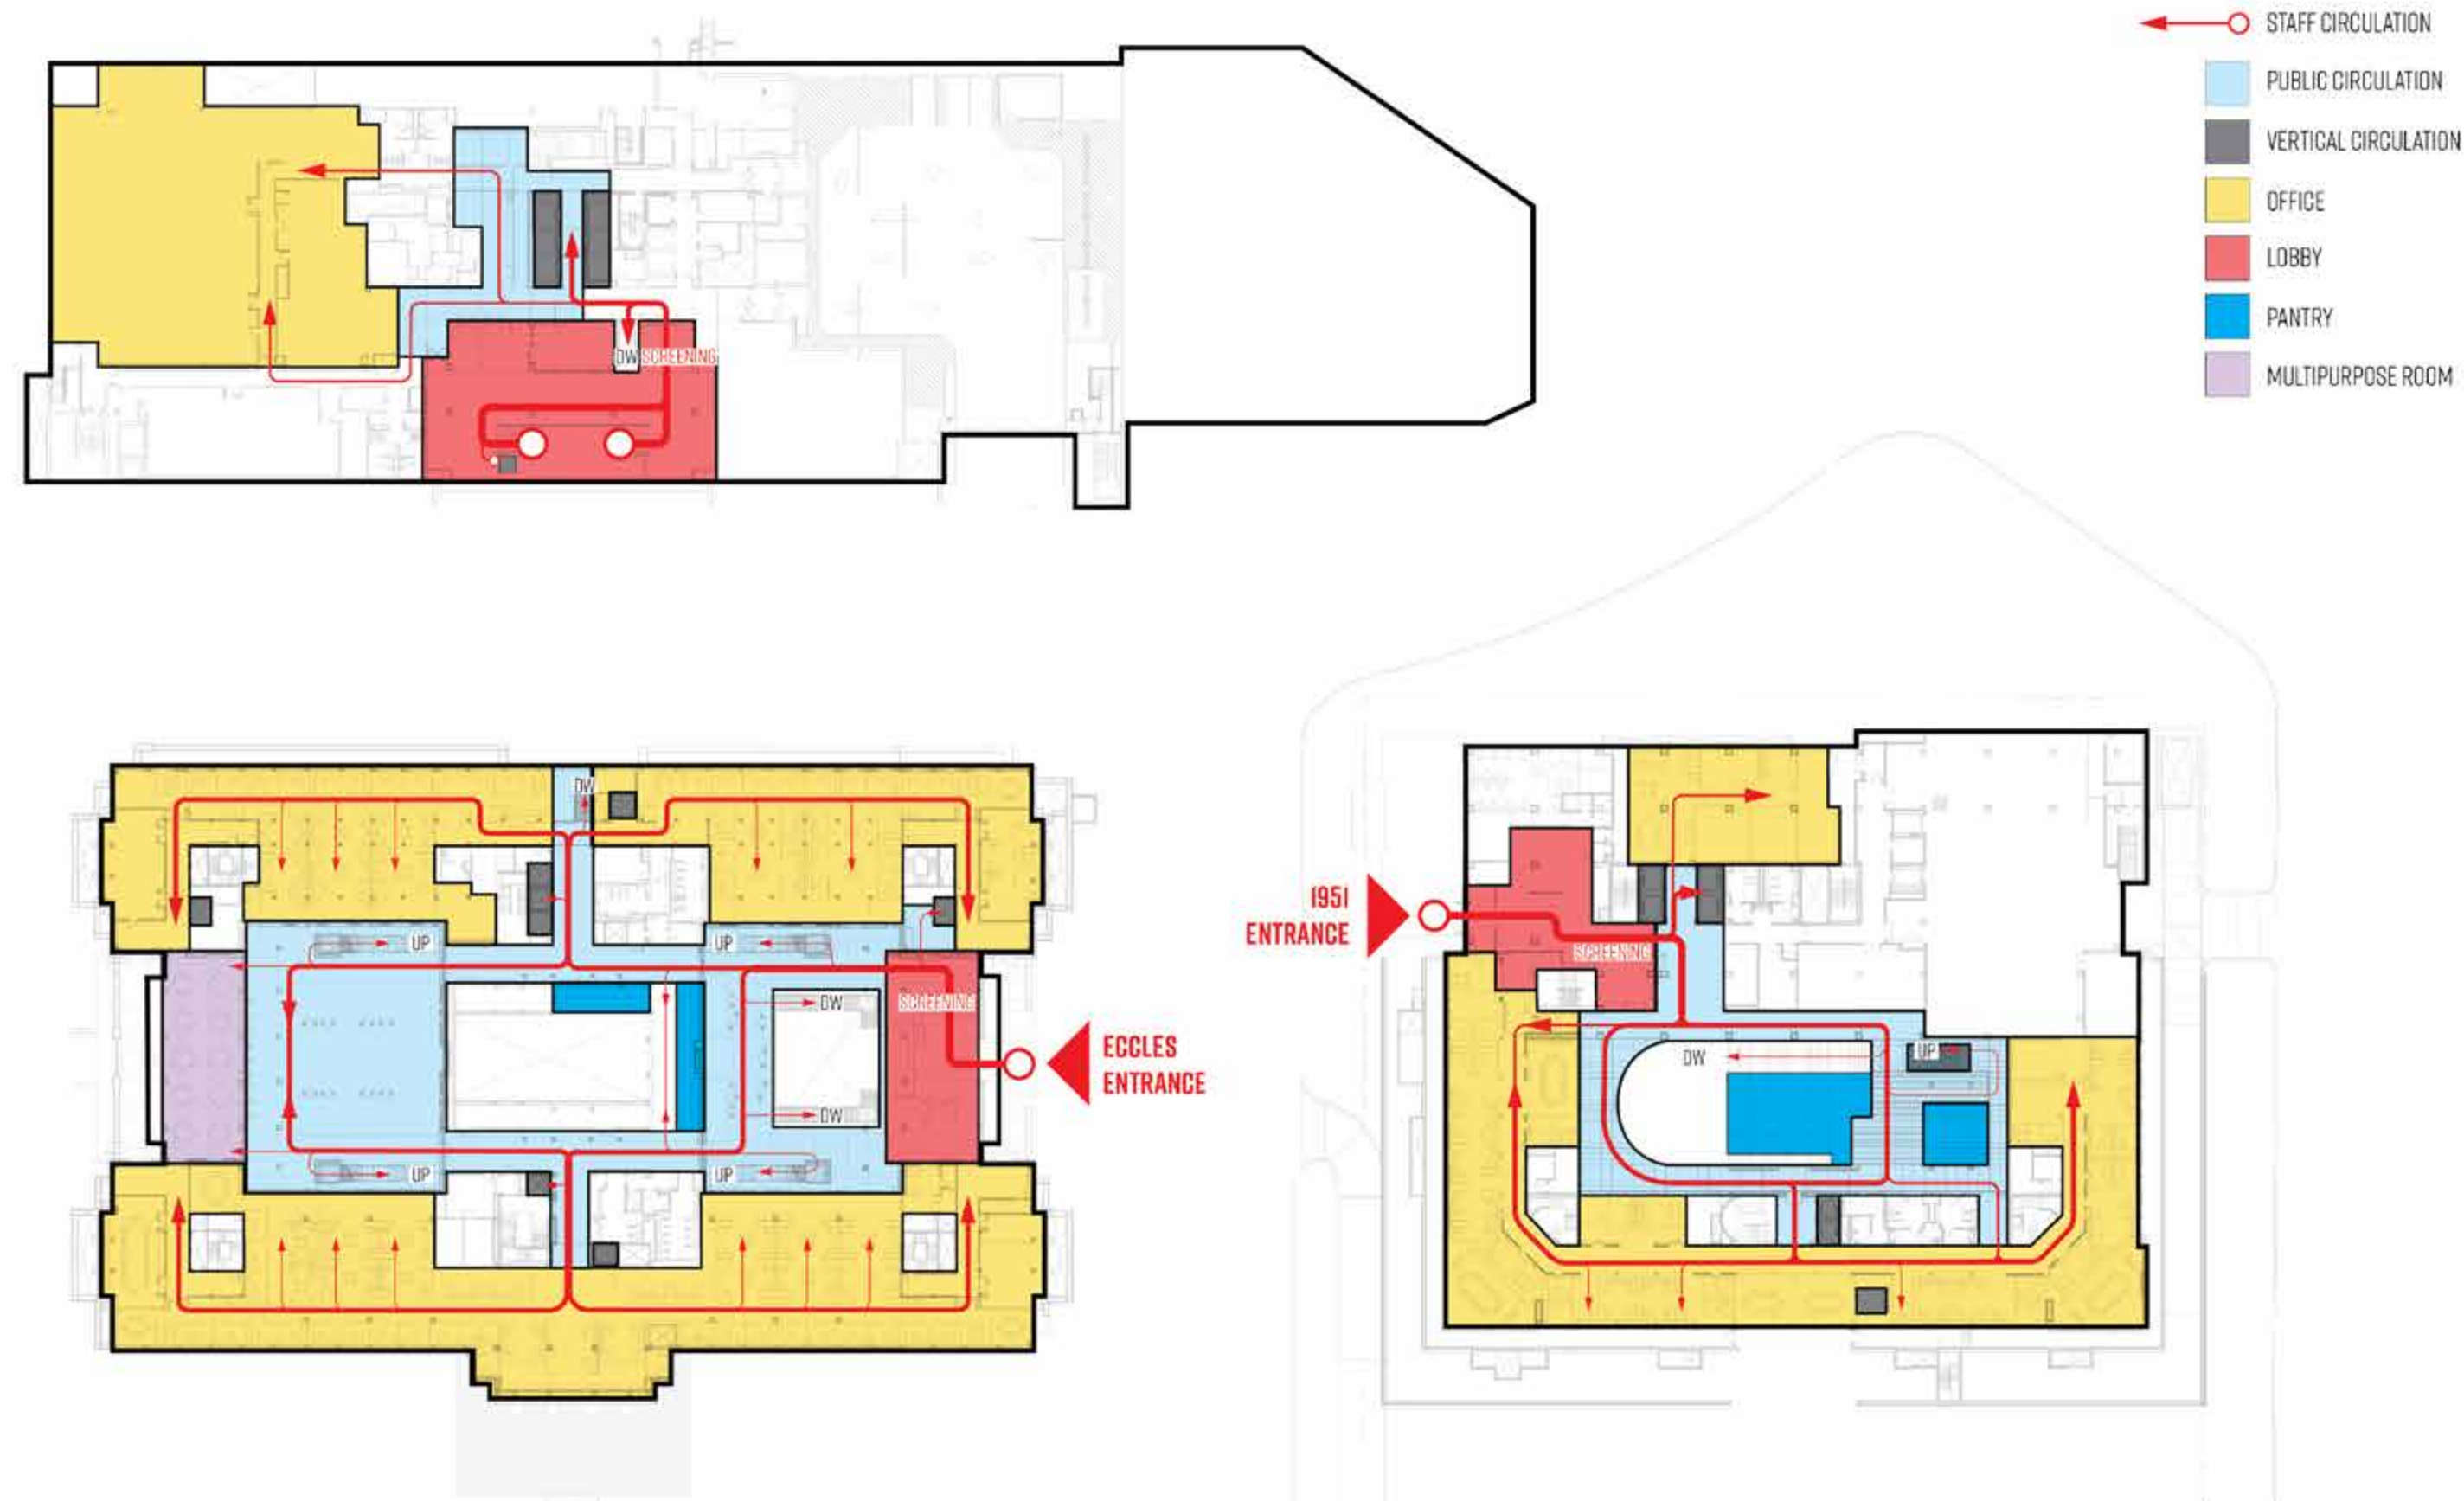 STAFF CIRCULATION
PUBLIC CIRCULATION
VERTICAL CIRCULATION
OFFICE
LOBBY
PANTRY
MULTIPURPOSE ROOM
DW SCREENING
DW
UP
UP
SCREENING
DW
DW
UP
UP
ECCLES
ENTRANCE
1951
ENTRANCE
SCREENING
DW
UP